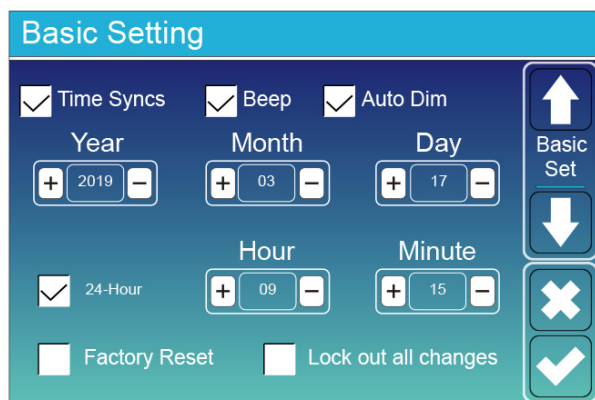 Basic Setting
Time Syncs Beep Auto Dim
Year Month Day
+ 2019 − + 03 − + 17 −
Basic
Set
Hour Minute
24-Hour + 09 − + 15 −
Factory Reset Lock out all changes